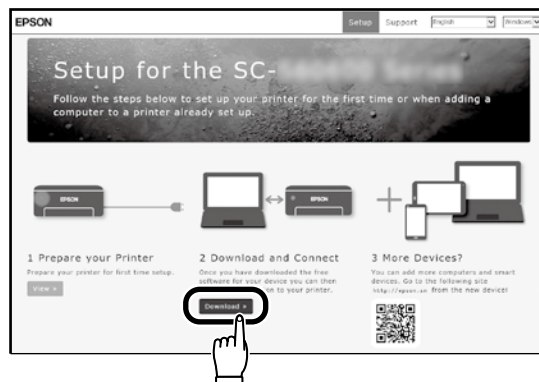 EPSON
Setup
Support
English
Windows
Setup for the SC-
Follow the steps below to set up your printer for the first time or when adding a
computer to a printer already set up.
EPSON
EPSON
1 Prepare your Printer
Prepare your printer for first time setup.
View »
2 Download and Connect
Once you have downloaded the free
software for your device you can then
on to your printer.
Download »
3 More Devices?
You can add more computers and smart
devices. Go to the following site
http://epson.sn from the new device!